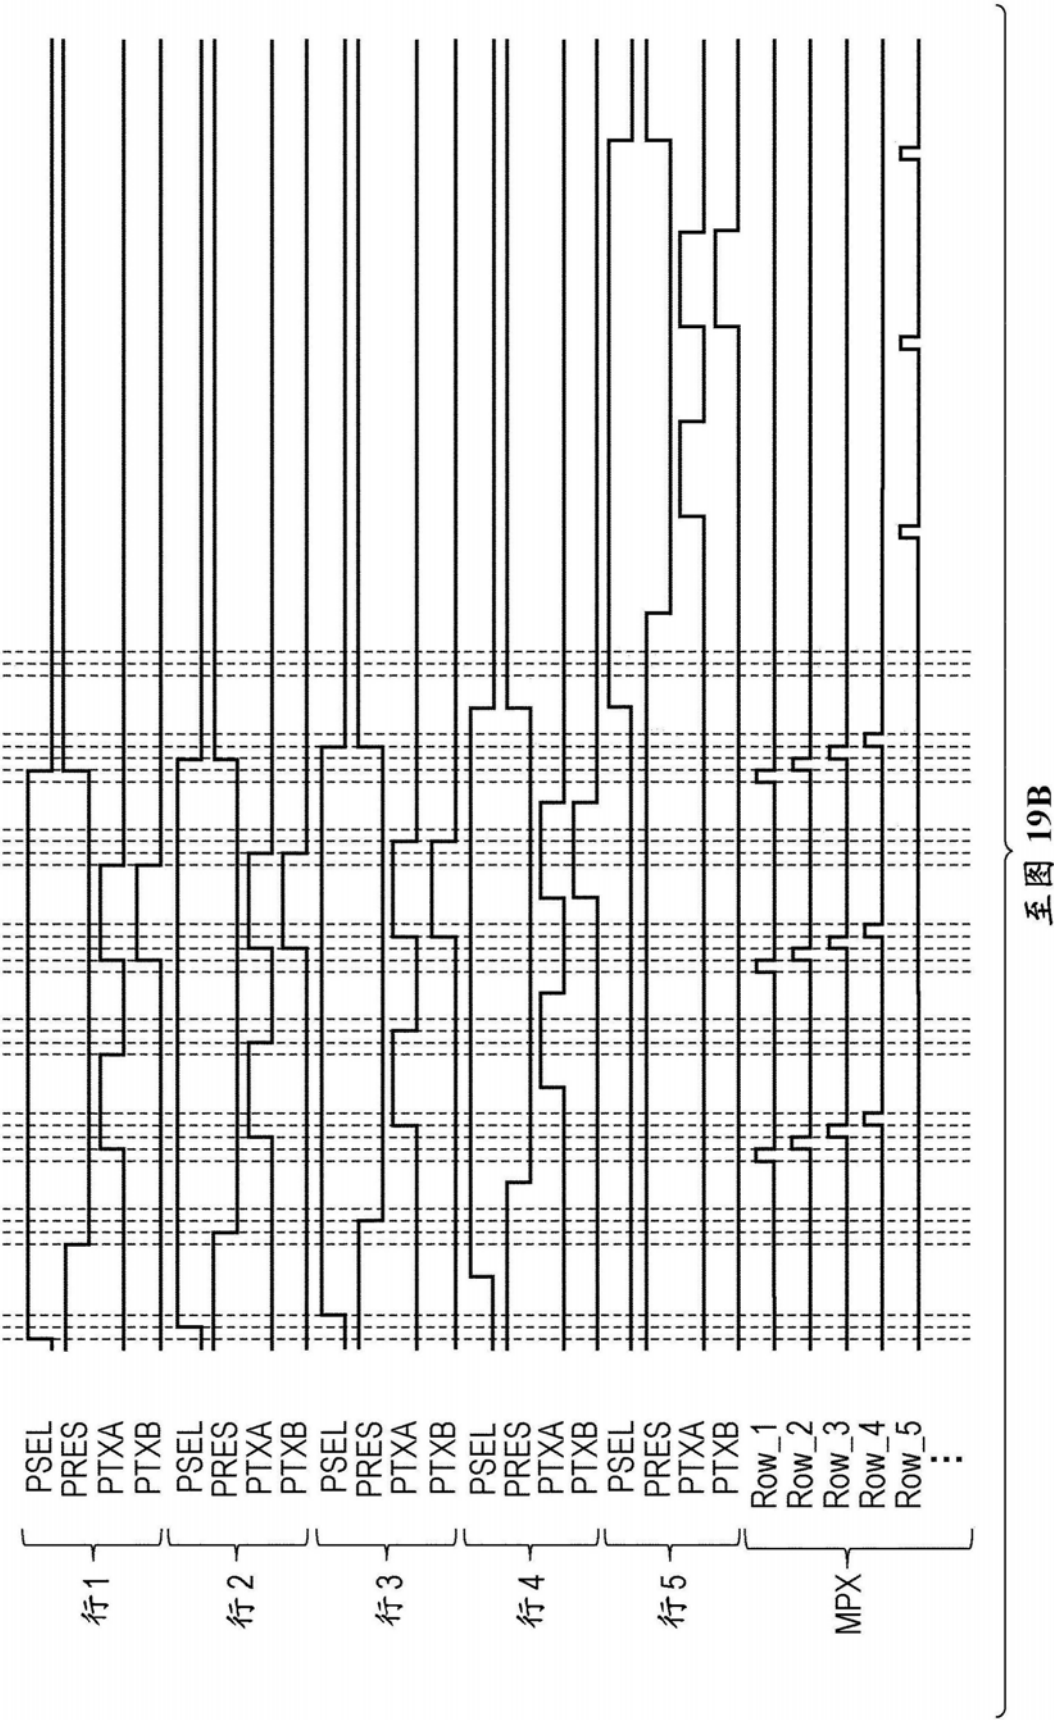 行 1
PSEL
PRES
PTXA
PTXB
行 2
PSEL
PRES
PTXA
PTXB
行 3
PSEL
PRES
PTXA
PTXB
行 4
PSEL
PRES
PTXA
PTXB
行 5
PSEL
PRES
PTXA
PTXB
MPX
Row_1
Row_2
Row_3
Row_4
Row_5
⋮
至图 19B